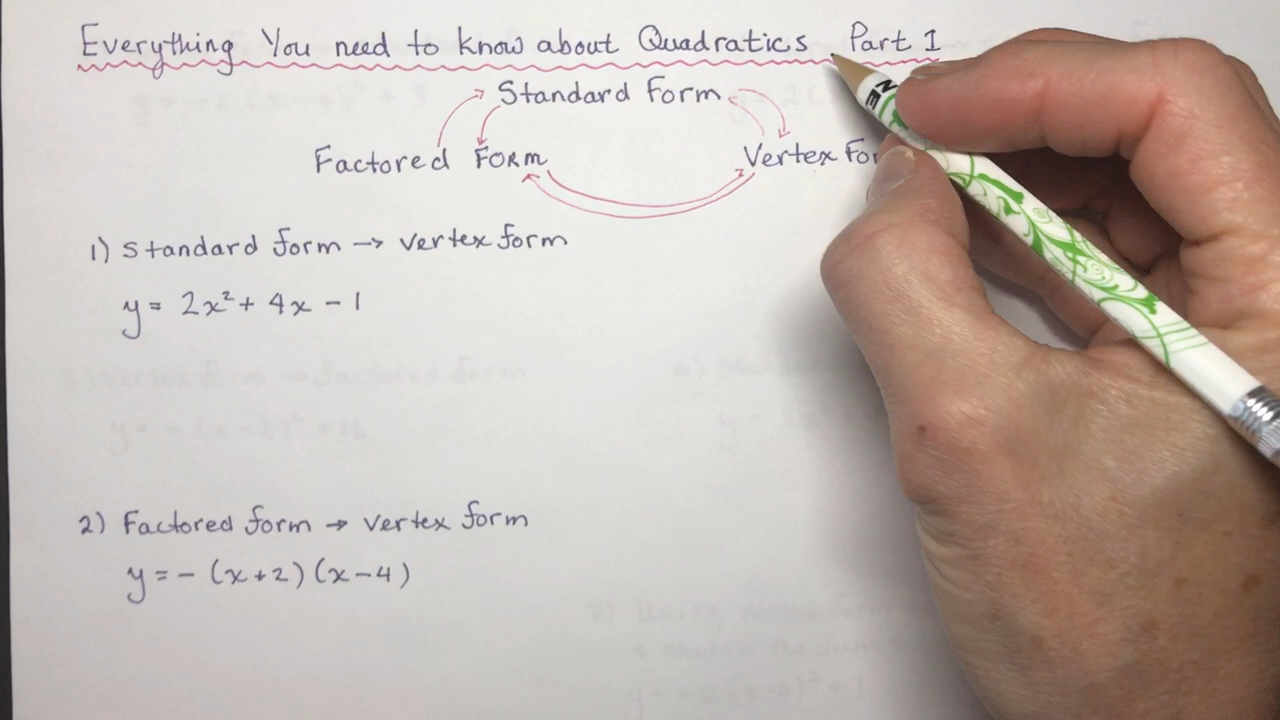 Everything You need to know about Quadratics Part 1
Standard Form
Factored Form
Vertex For
1) Standard form → vertex form
y = 2x² + 4x - 1
2) Factored form → vertex form
y = - (x+2)(x-4)